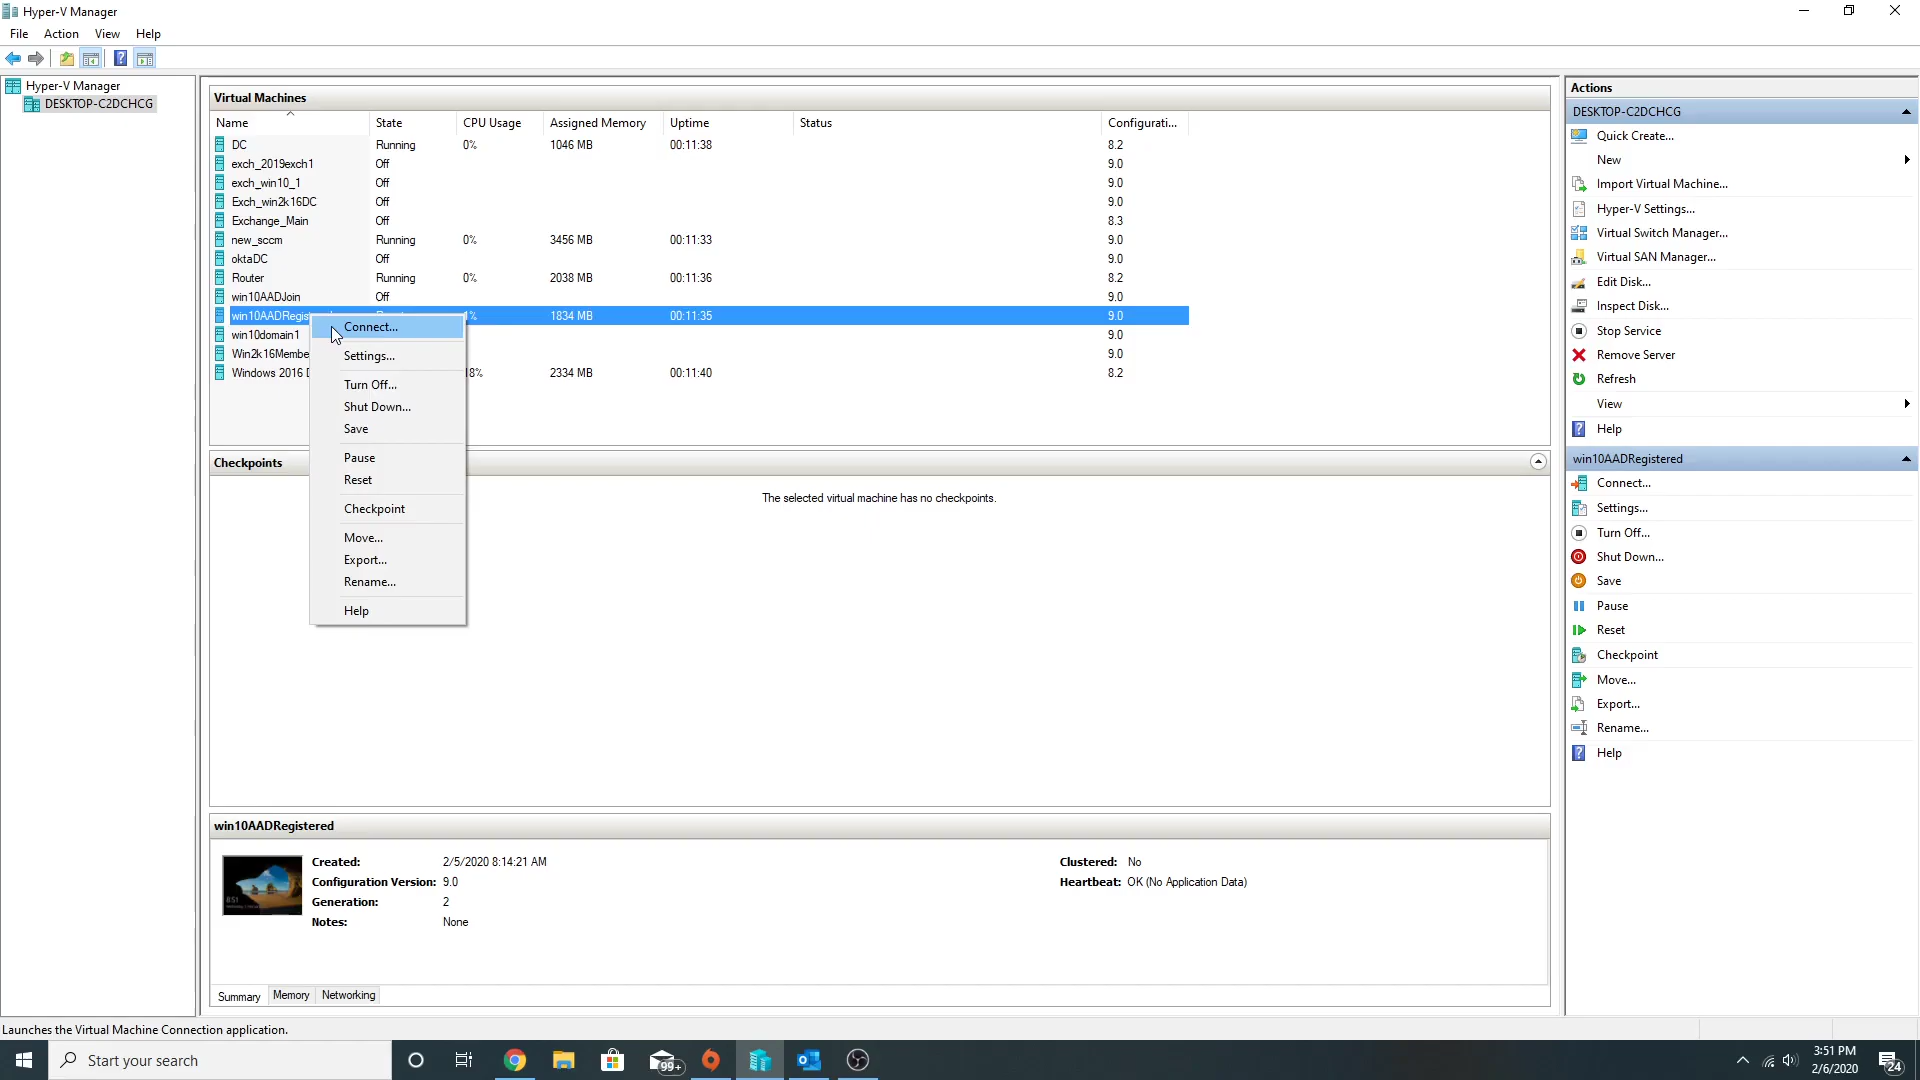 Hyper-V Manager
File Action View Help
Hyper-V Manager
DESKTOP-C2DCHCG
Virtual Machines
Name State CPU Usage Assigned Memory Uptime Status Configurati...
DC Running 0% 1046 MB 00:11:38 8.2
exch_2019exch1 Off 9.0
exch_win10_1 Off 9.0
Exch_win2k16DC Off 9.0
Exchange_Main Off 8.3
new_sccm Running 0% 3456 MB 00:11:33 9.0
oktaDC Off 9.0
Router Running 0% 2038 MB 00:11:36 8.2
win10AADJoin Off 9.0
win10AADRegist 1% 1834 MB 00:11:35 9.0
win10domain1 9.0
Win2k16Membe 9.0
Windows 2016 18% 2334 MB 00:11:40 8.2
Connect...
Settings...
Turn Off...
Shut Down...
Save
Pause
Reset
Checkpoint
Move...
Export...
Rename...
Help
Checkpoints
The selected virtual machine has no checkpoints.
win10AADRegistered
Created: 2/5/2020 8:14:21 AM Clustered: No
Configuration Version: 9.0 Heartbeat: OK (No Application Data)
Generation: 2
Notes: None
8:51
Summary Memory Networking
Actions
DESKTOP-C2DCHCG
Quick Create...
New
Import Virtual Machine...
Hyper-V Settings...
Virtual Switch Manager...
Virtual SAN Manager...
Edit Disk...
Inspect Disk...
Stop Service
Remove Server
Refresh
View
Help
win10AADRegistered
Connect...
Settings...
Turn Off...
Shut Down...
Save
Pause
Reset
Checkpoint
Move...
Export...
Rename...
Help
Launches the Virtual Machine Connection application.
Start your search
99+
3:51 PM
2/6/2020
24